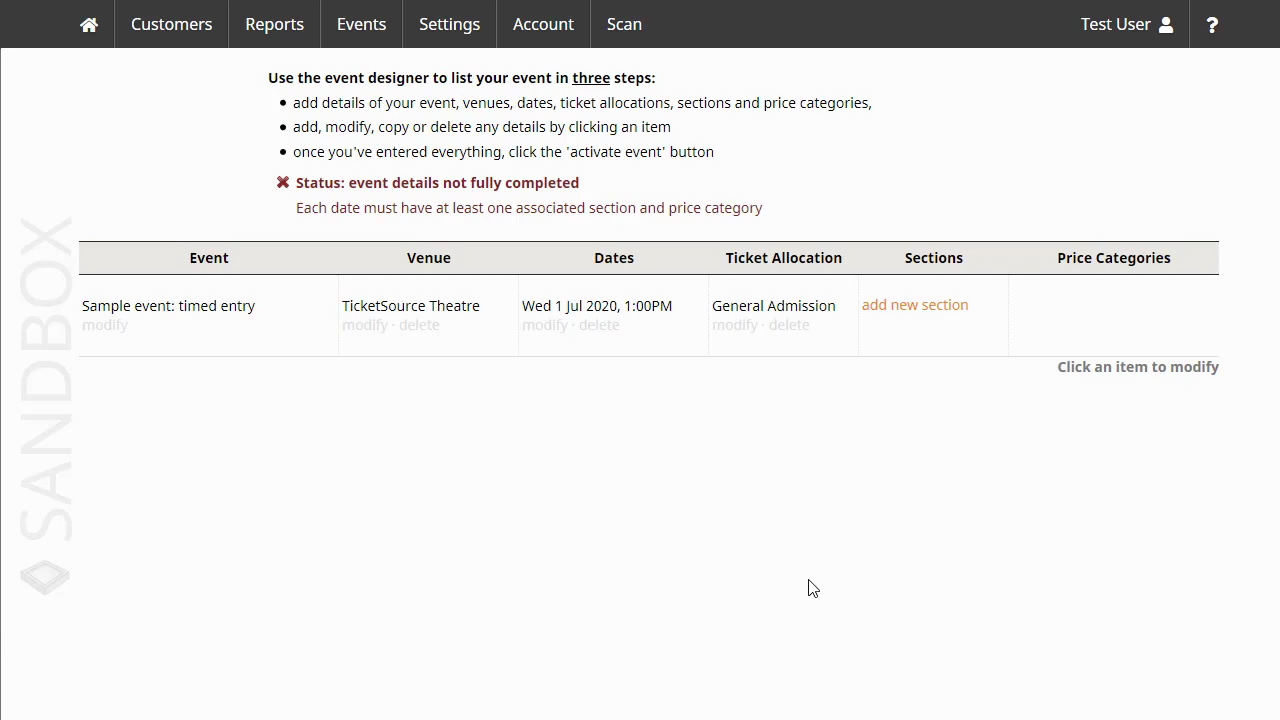 Customers Reports Events Settings Account Scan Test User ?
Use the event designer to list your event in three steps:
• add details of your event, venues, dates, ticket allocations, sections and price categories,
• add, modify, copy or delete any details by clicking an item
• once you've entered everything, click the 'activate event' button
Status: event details not fully completed
Each date must have at least one associated section and price category
Event Venue Dates Ticket Allocation Sections Price Categories
Sample event: timed entry TicketSource Theatre Wed 1 Jul 2020, 1:00PM General Admission add new section
modify modify · delete modify · delete modify · delete
Click an item to modify
SANDBOX